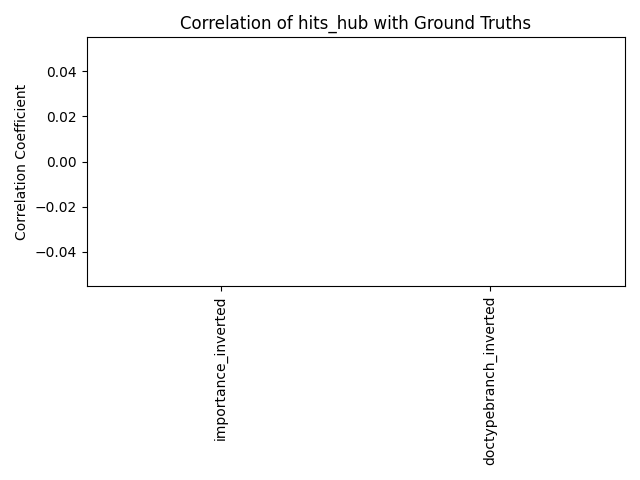 Correlation of hits_hub with Ground Truths
Correlation Coefficient
0.04
0.02
0.00
−0.02
−0.04
importance_inverted
doctypebranch_inverted